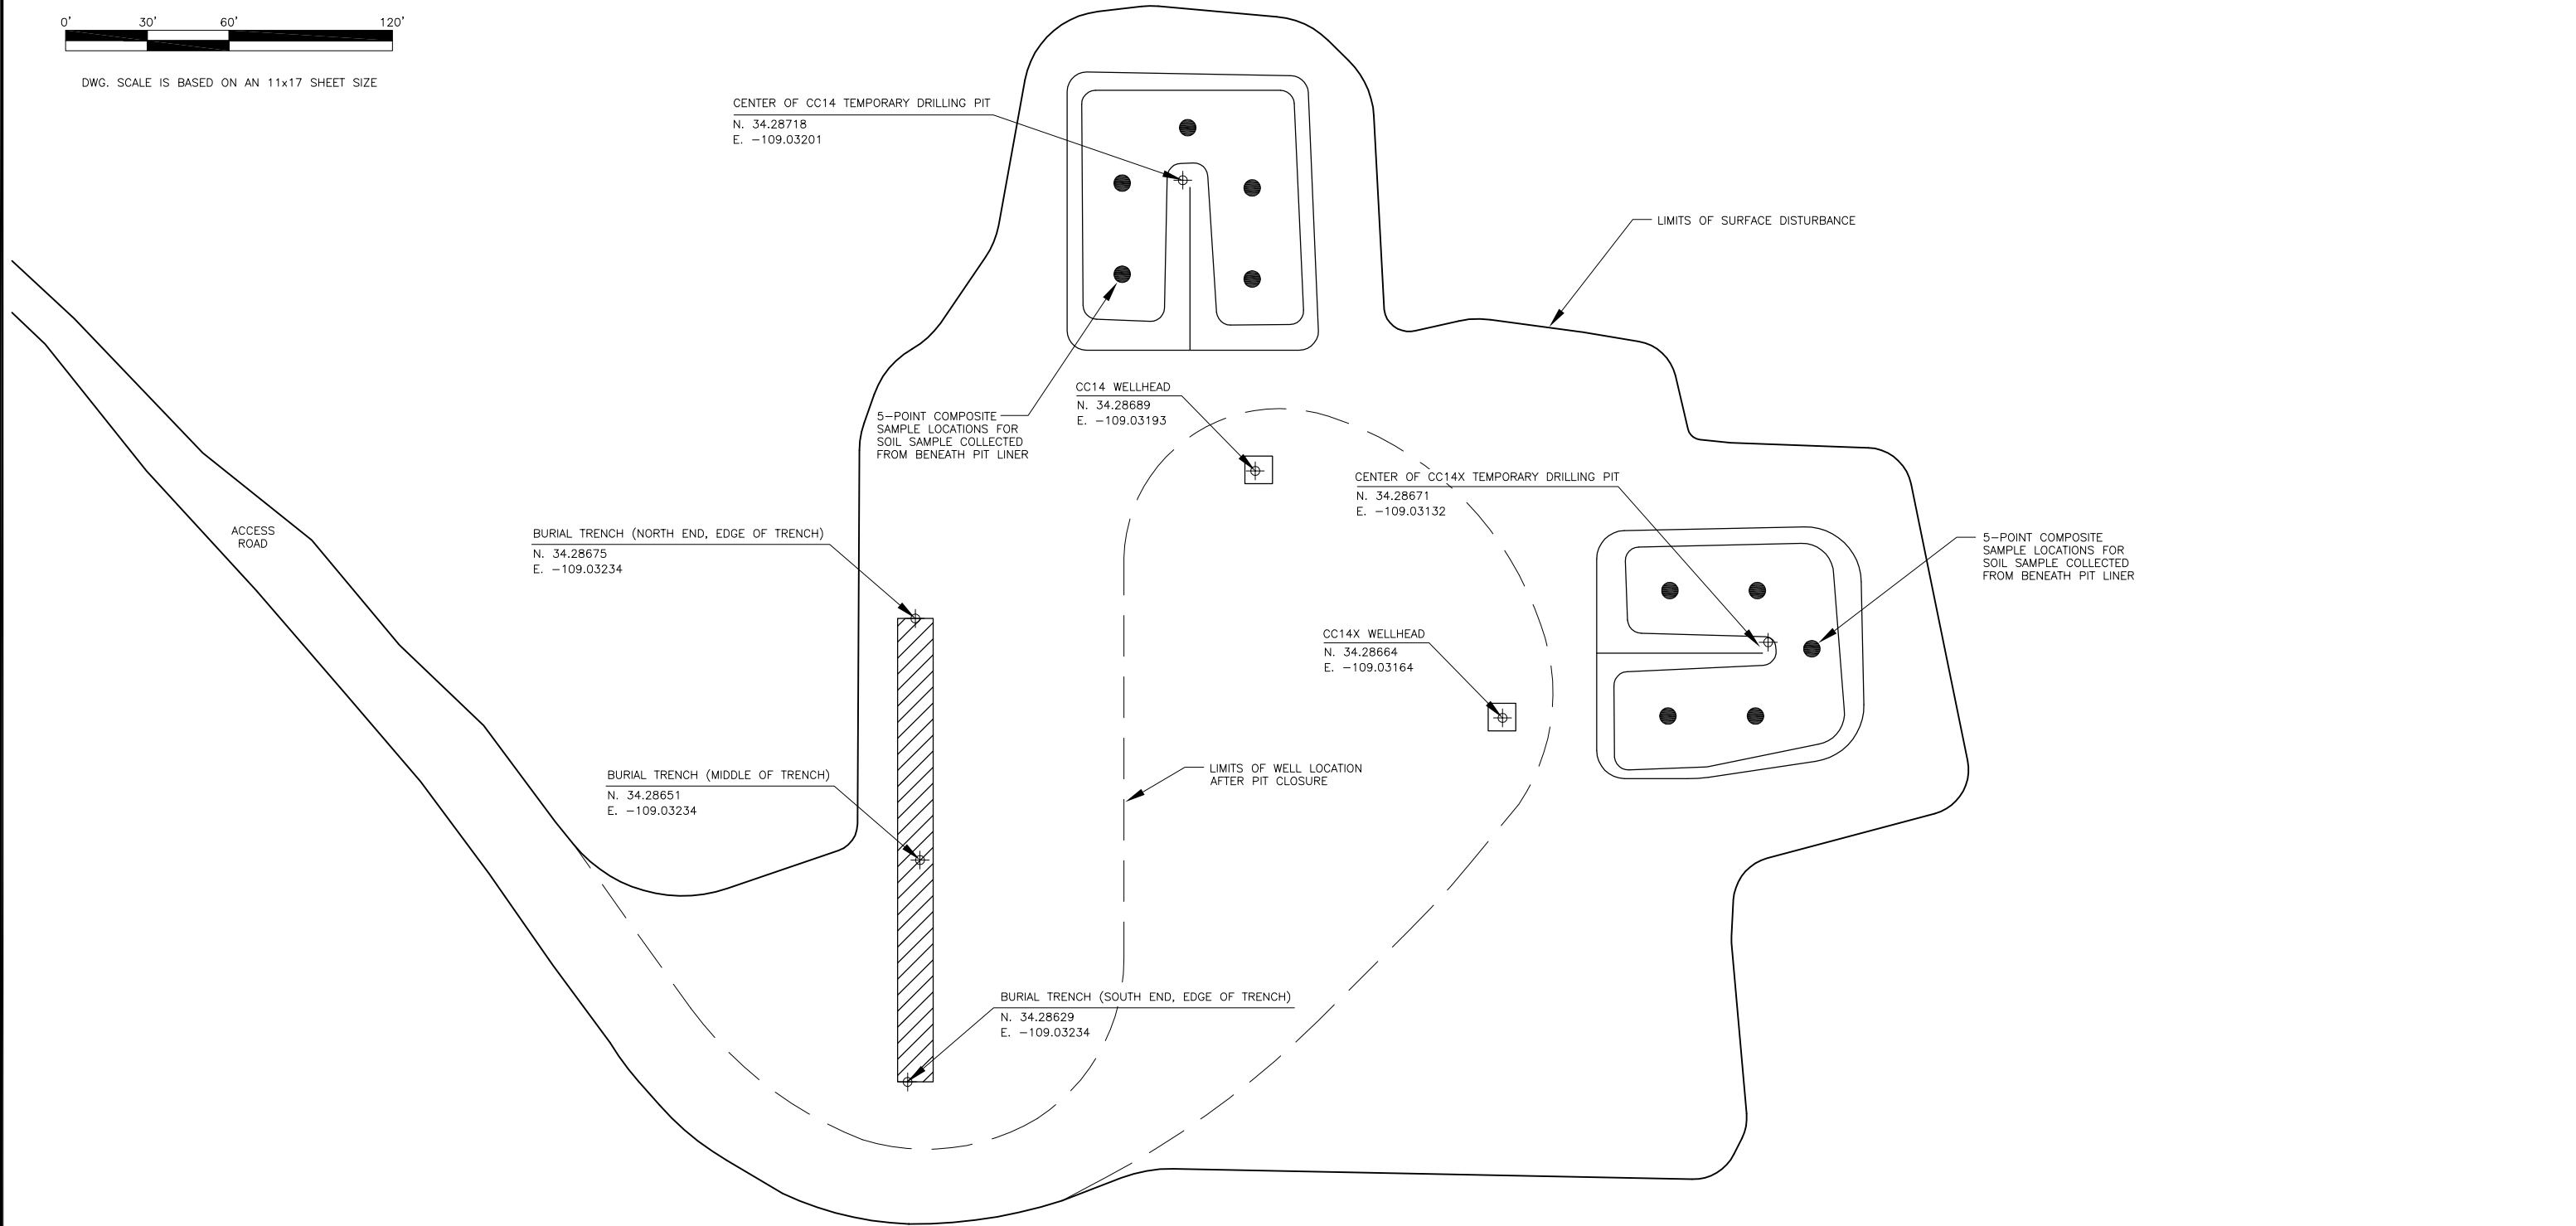 0' 30' 60' 120'
DWG. SCALE IS BASED ON AN 11x17 SHEET SIZE
CENTER OF CC14 TEMPORARY DRILLING PIT
N. 34.28718
E. -109.03201
LIMITS OF SURFACE DISTURBANCE
CC14 WELLHEAD
N. 34.28689
E. -109.03193
5-POINT COMPOSITE
SAMPLE LOCATIONS FOR
SOIL SAMPLE COLLECTED
FROM BENEATH PIT LINER
CENTER OF CC14X TEMPORARY DRILLING PIT
N. 34.28671
E. -109.03132
ACCESS
ROAD
BURIAL TRENCH (NORTH END, EDGE OF TRENCH)
N. 34.28675
E. -109.03234
5-POINT COMPOSITE
SAMPLE LOCATIONS FOR
SOIL SAMPLE COLLECTED
FROM BENEATH PIT LINER
CC14X WELLHEAD
N. 34.28664
E. -109.03164
BURIAL TRENCH (MIDDLE OF TRENCH)
N. 34.28651
E. -109.03234
LIMITS OF WELL LOCATION
AFTER PIT CLOSURE
BURIAL TRENCH (SOUTH END, EDGE OF TRENCH)
N. 34.28629
E. -109.03234